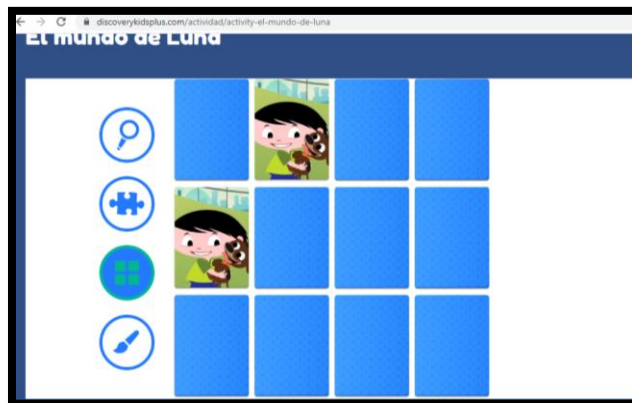 discoverykidsplus.com/actividad/activity-el-mundo-de-luna
El mundo de Luna